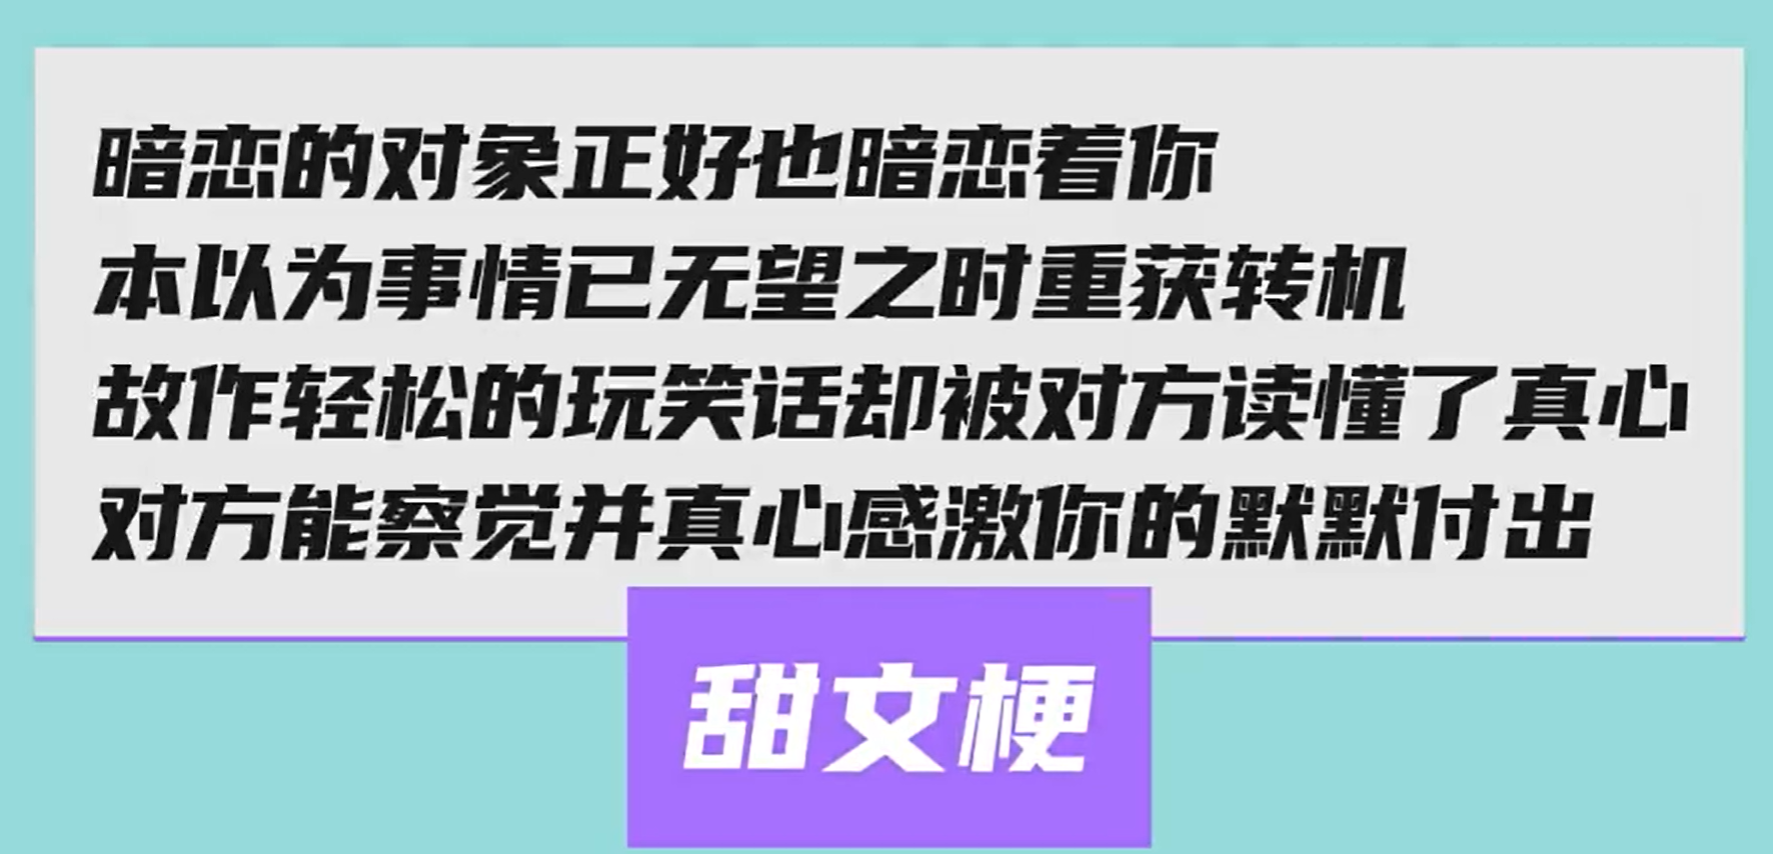 暗恋的对象正好也暗恋着你
本以为事情已无望之时重获转机
故作轻松的玩笑话却被对方读懂了真心
对方能察觉并真心感激你的默默付出
甜文梗